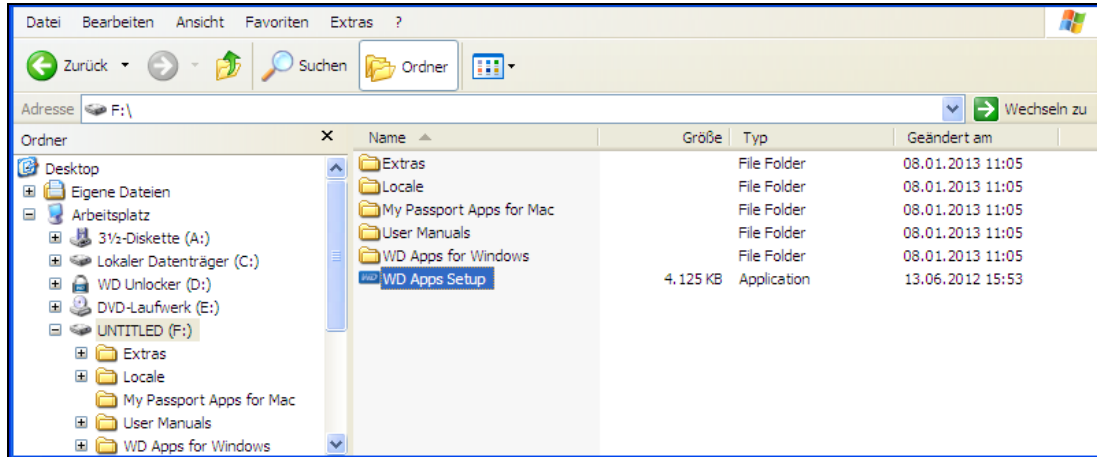 Datei Bearbeiten Ansicht Favoriten Extras ?
Zurück Suchen Ordner
Adresse F:\ Wechseln zu
Ordner Name Größe Typ Geändert am
Desktop Extras File Folder 08.01.2013 11:05
Eigene Dateien Locale File Folder 08.01.2013 11:05
Arbeitsplatz My Passport Apps for Mac File Folder 08.01.2013 11:05
3½-Diskette (A:) User Manuals File Folder 08.01.2013 11:05
Lokaler Datenträger (C:) WD Apps for Windows File Folder 08.01.2013 11:05
WD Unlocker (D:) WD Apps Setup 4.125 KB Application 13.06.2012 15:53
DVD-Laufwerk (E:)
UNTITLED (F:)
Extras
Locale
My Passport Apps for Mac
User Manuals
WD Apps for Windows